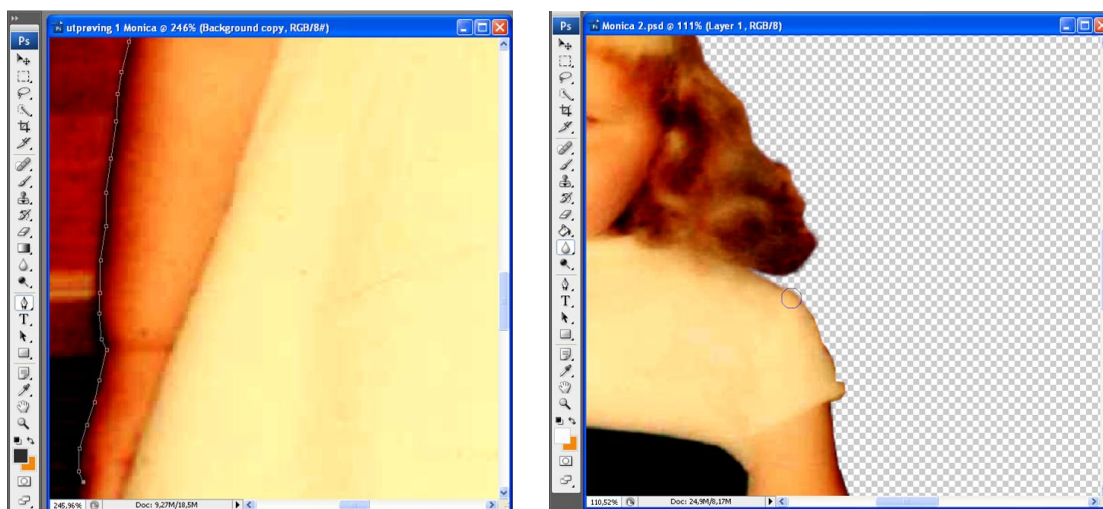 Ps
utprøving 1 Monica @ 246% (Background copy, RGB/8#)
T
245,96%
Doc: 9,27M/18,5M
Ps
Monica 2.psd @ 111% (Layer 1, RGB/8)
T
110,52%
Doc: 24,9M/8,17M